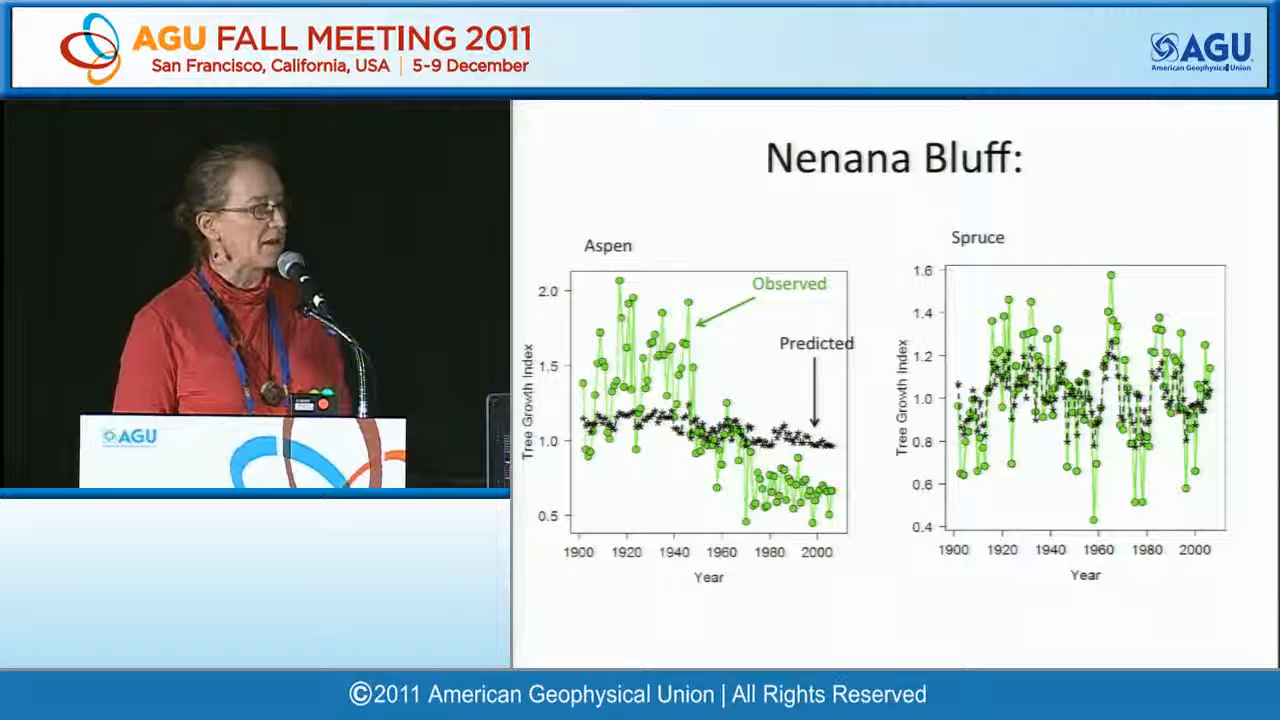 AGU FALL MEETING 2011
San Francisco, California, USA | 5-9 December
AGU
American Geophysical Union
AGU
Nenana Bluff:
Aspen
Observed
Predicted
Tree Growth Index
2.0
1.5
1.0
0.5
1900 1920 1940 1960 1980 2000
Year
Spruce
Tree Growth Index
1.6
1.4
1.2
1.0
0.8
0.6
0.4
1900 1920 1940 1960 1980 2000
Year
©2011 American Geophysical Union | All Rights Reserved